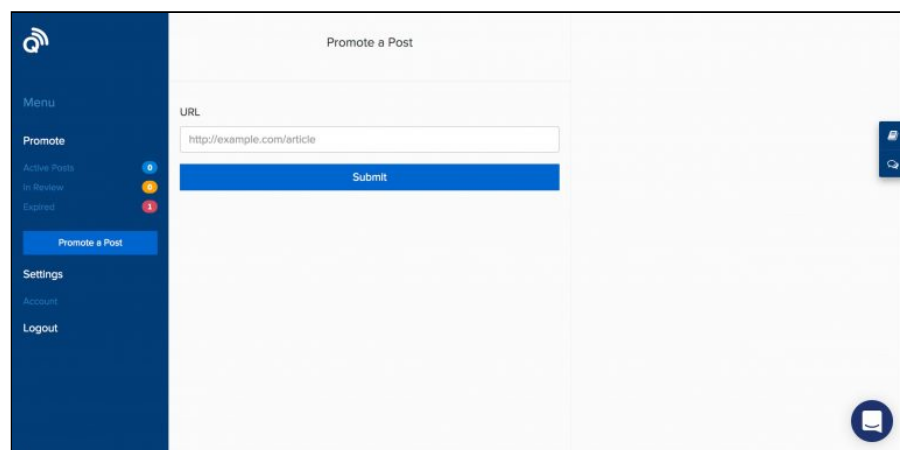 Menu
Promote
Active Posts 0
In Review 0
Expired 1
Promote a Post
Settings
Account
Logout
Promote a Post
URL
http://example.com/article
Submit